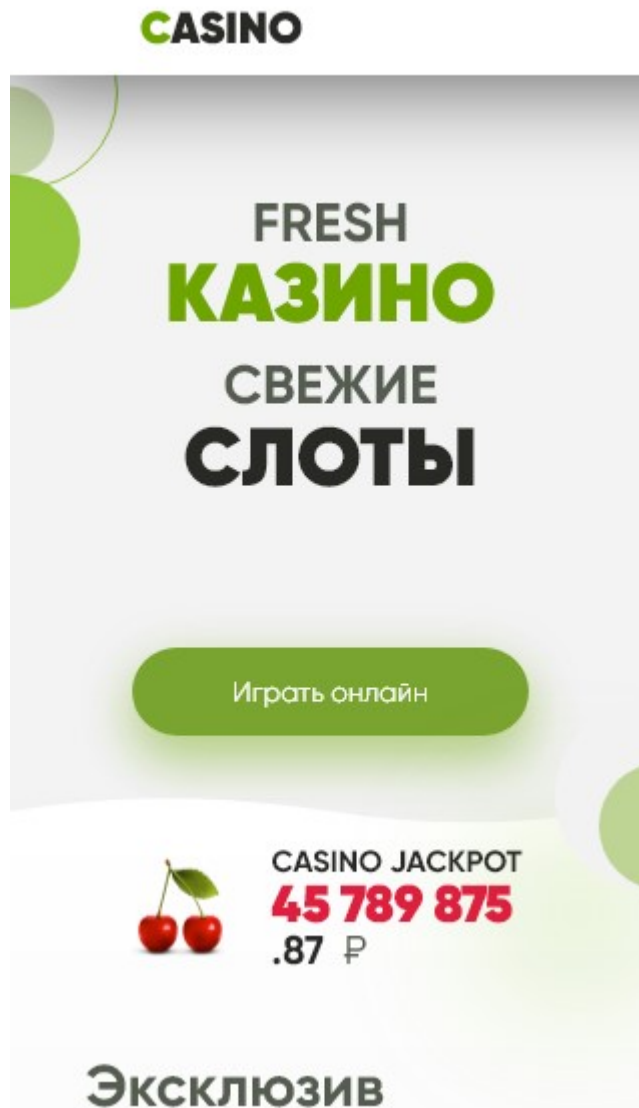 CASINO
FRESH
КАЗИНО
СВЕЖИЕ
СЛОТЫ
Играть онлайн
CASINO JACKPOT
45 789 875
.87 ₽
Эксклюзив